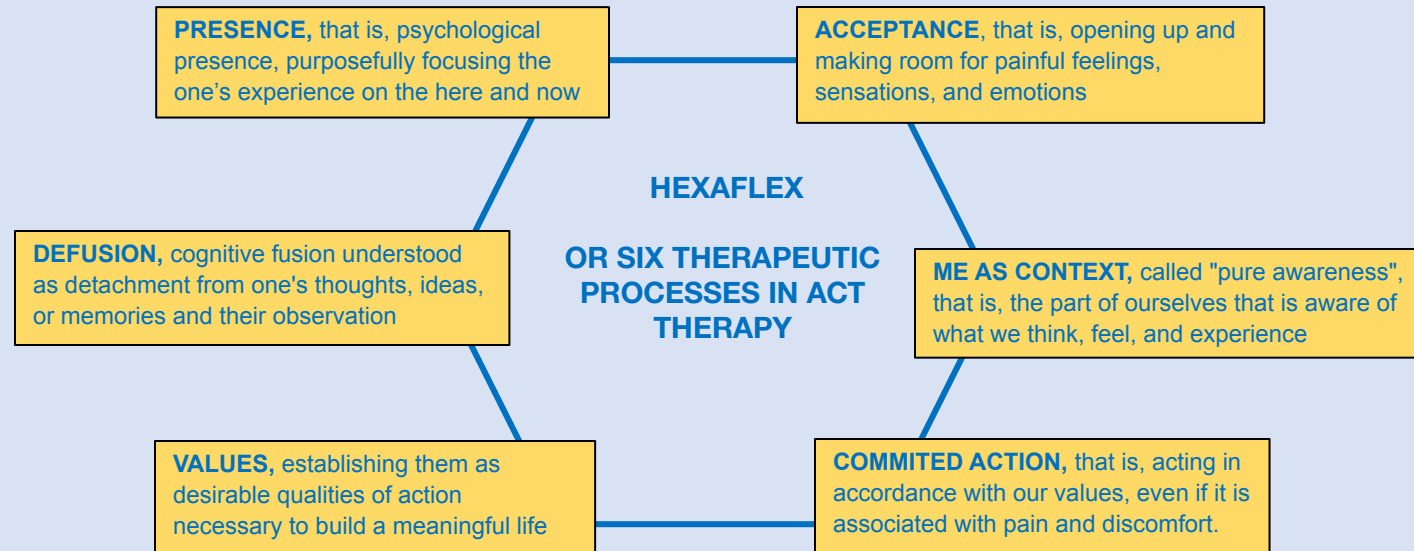 PRESENCE, that is, psychological
presence, purposefully focusing the
one's experience on the here and now
ACCEPTANCE, that is, opening up and
making room for painful feelings,
sensations, and emotions
HEXAFLEX
OR SIX THERAPEUTIC
PROCESSES IN ACT
THERAPY
DEFUSION, cognitive fusion understood
as detachment from one's thoughts, ideas,
or memories and their observation
ME AS CONTEXT, called "pure awareness",
that is, the part of ourselves that is aware of
what we think, feel, and experience
VALUES, establishing them as
desirable qualities of action
necessary to build a meaningful life
COMMITED ACTION, that is, acting in
accordance with our values, even if it is
associated with pain and discomfort.